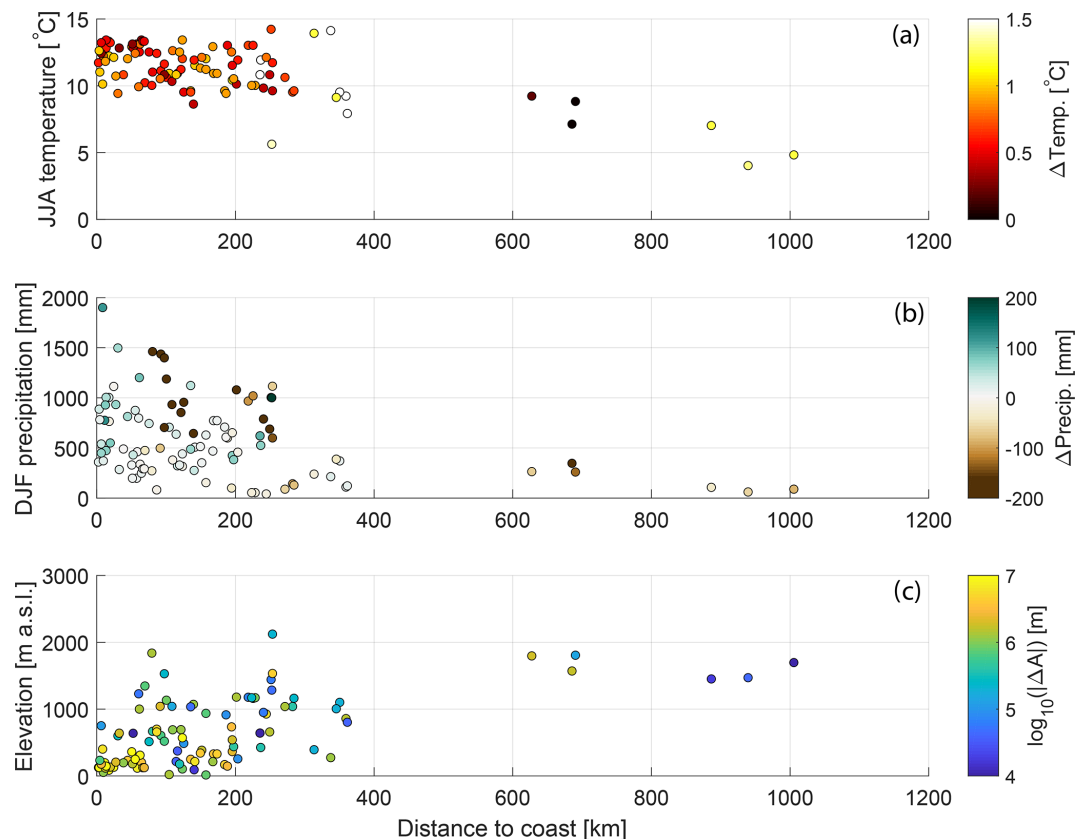 (a)
JJA temperature [°C]
15
10
5
0
0 200 400 600 800 1000 1200
1.5
1
0.5
0
ΔTemp. [°C]
(b)
DJF precipitation [mm]
2000
1500
1000
500
0
0 200 400 600 800 1000 1200
200
100
0
-100
-200
ΔPrecip. [mm]
(c)
Elevation [m a.s.l.]
3000
2000
1000
0
0 200 400 600 800 1000 1200
Distance to coast [km]
7
6
5
4
log10(|ΔA|) [m]